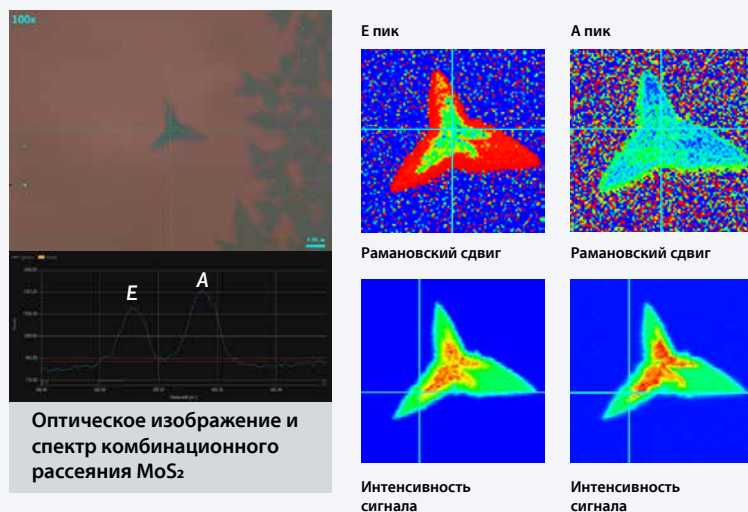 100x
E пик
А пик
E
A
Рамановский сдвиг
Рамановский сдвиг
Оптическое изображение и
спектр комбинационного
рассеяния MoS₂
Интенсивность
сигнала
Интенсивность
сигнала